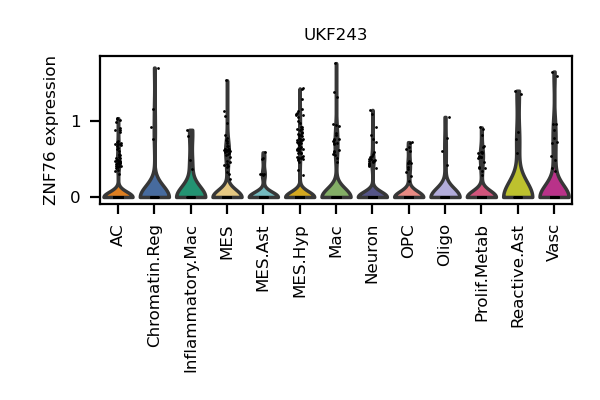 UKF243
ZNF76 expression
1
0
AC
Chromatin.Reg
Inflammatory.Mac
MES
MES.Ast
MES.Hyp
Mac
Neuron
OPC
Oligo
Prolif.Metab
Reactive.Ast
Vasc